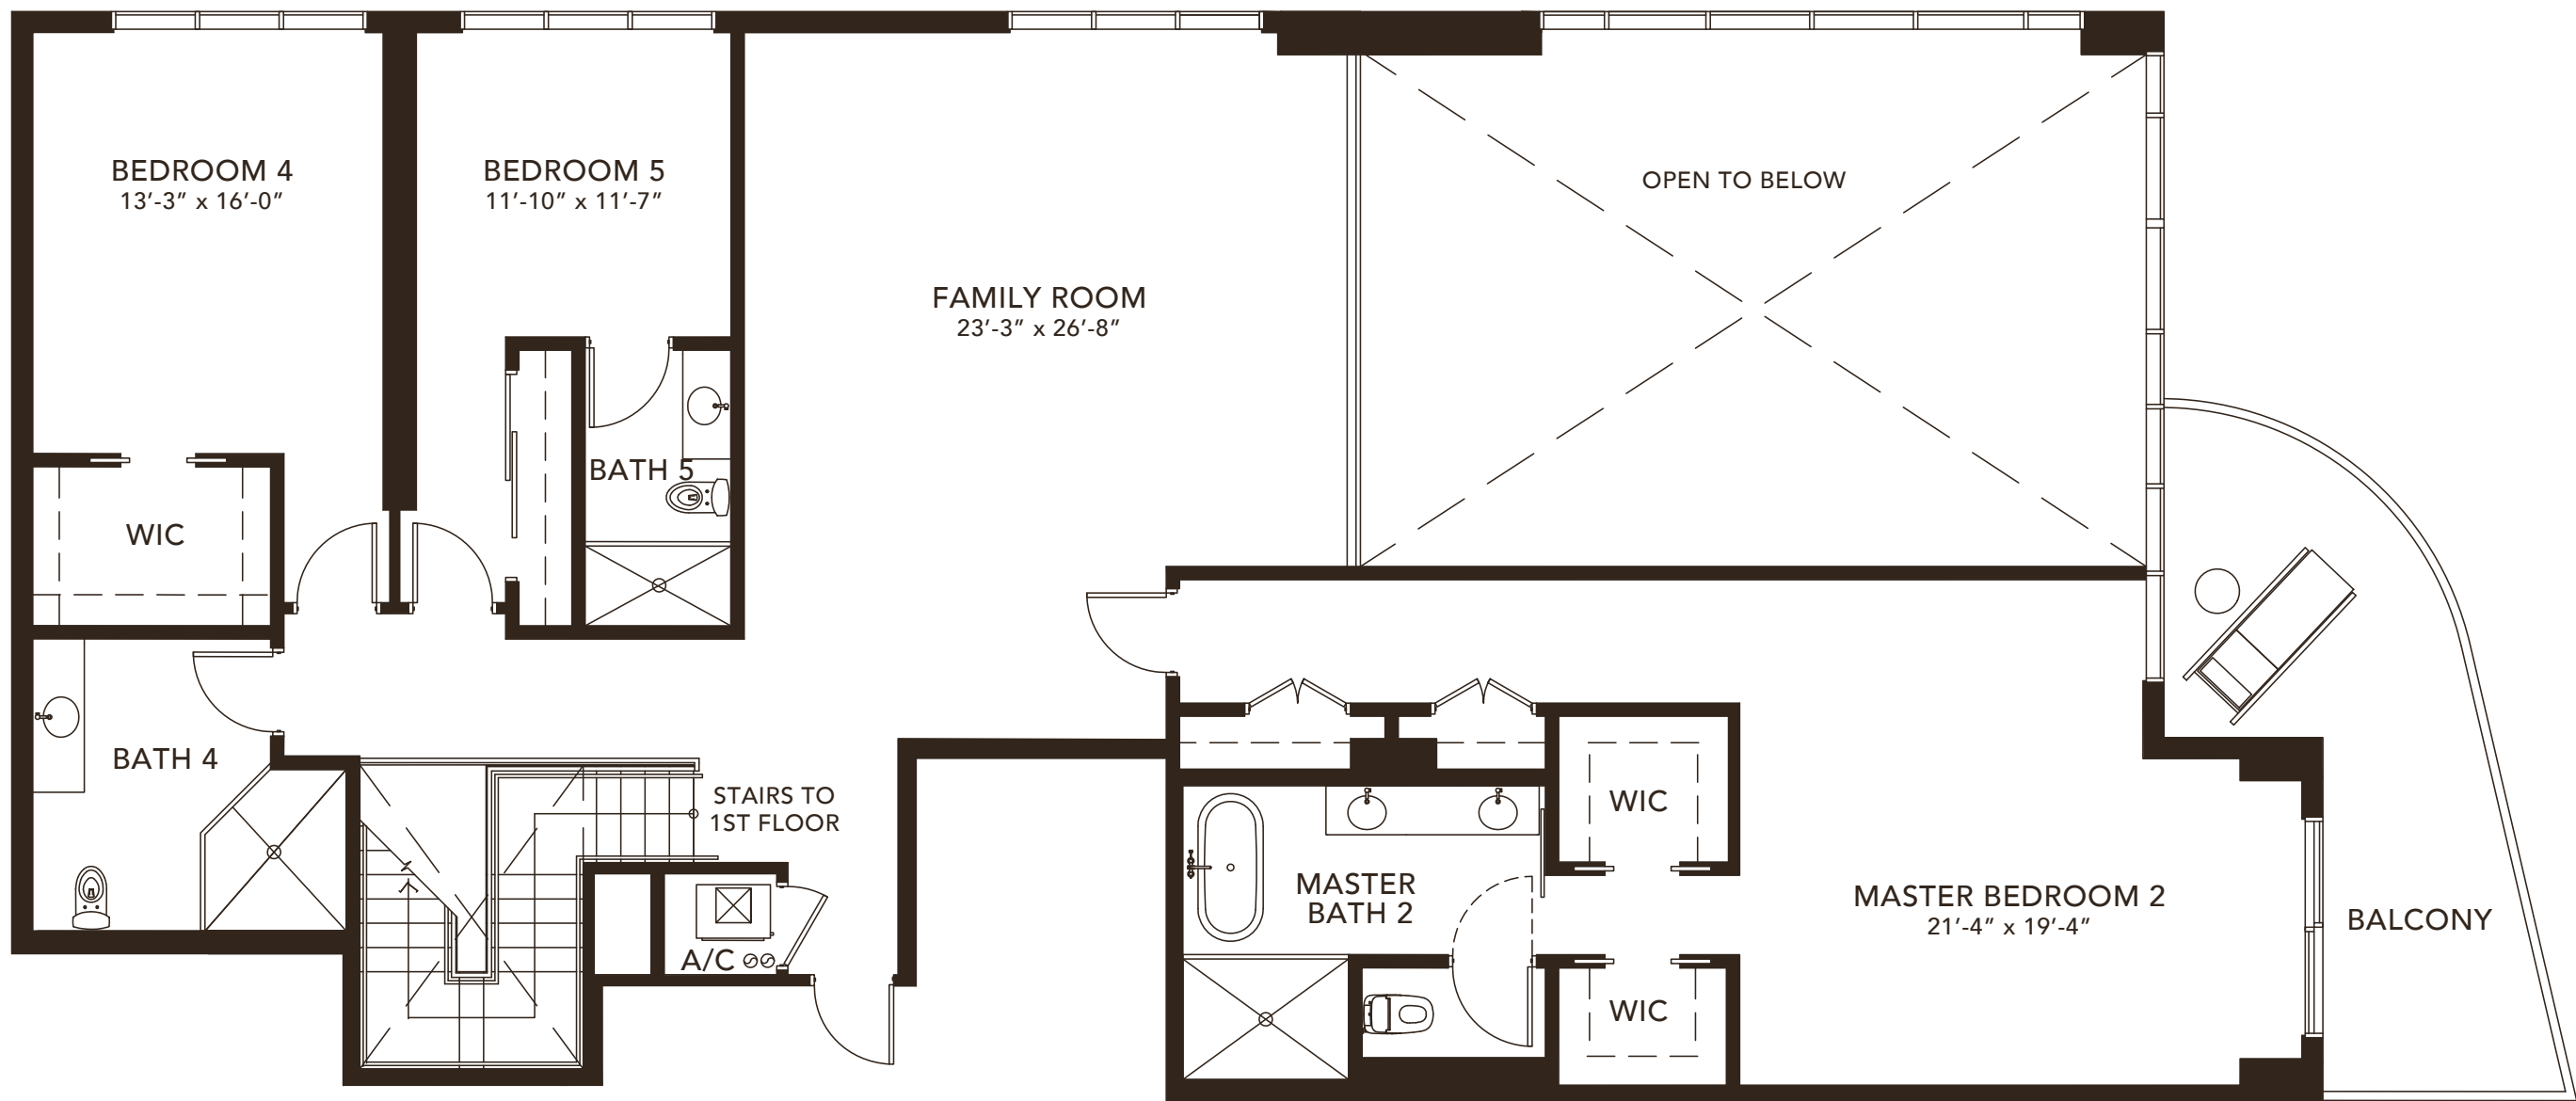 BEDROOM 4
13′-3″ x 16′-0″
BEDROOM 5
11′-10″ x 11′-7″
OPEN TO BELOW
FAMILY ROOM
23′-3″ x 26′-8″
BATH 5
WIC
BATH 4
STAIRS TO
1ST FLOOR
WIC
MASTER
BATH 2
MASTER BEDROOM 2
21′-4″ x 19′-4″
BALCONY
A/C
WIC